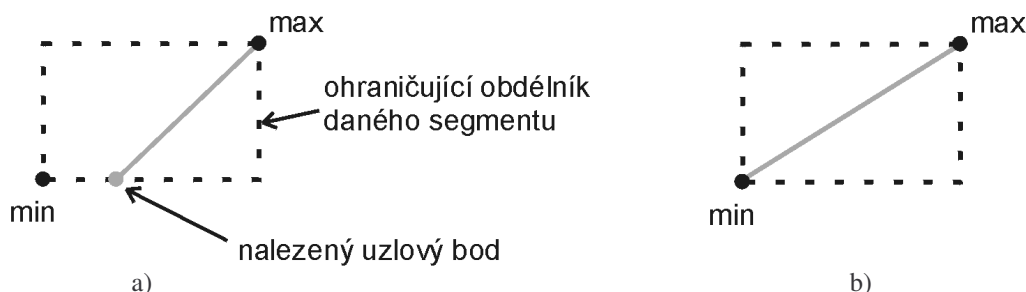 max
ohraničující obdélník
daného segmentu
min
nalezený uzlový bod
a)
max
min
b)